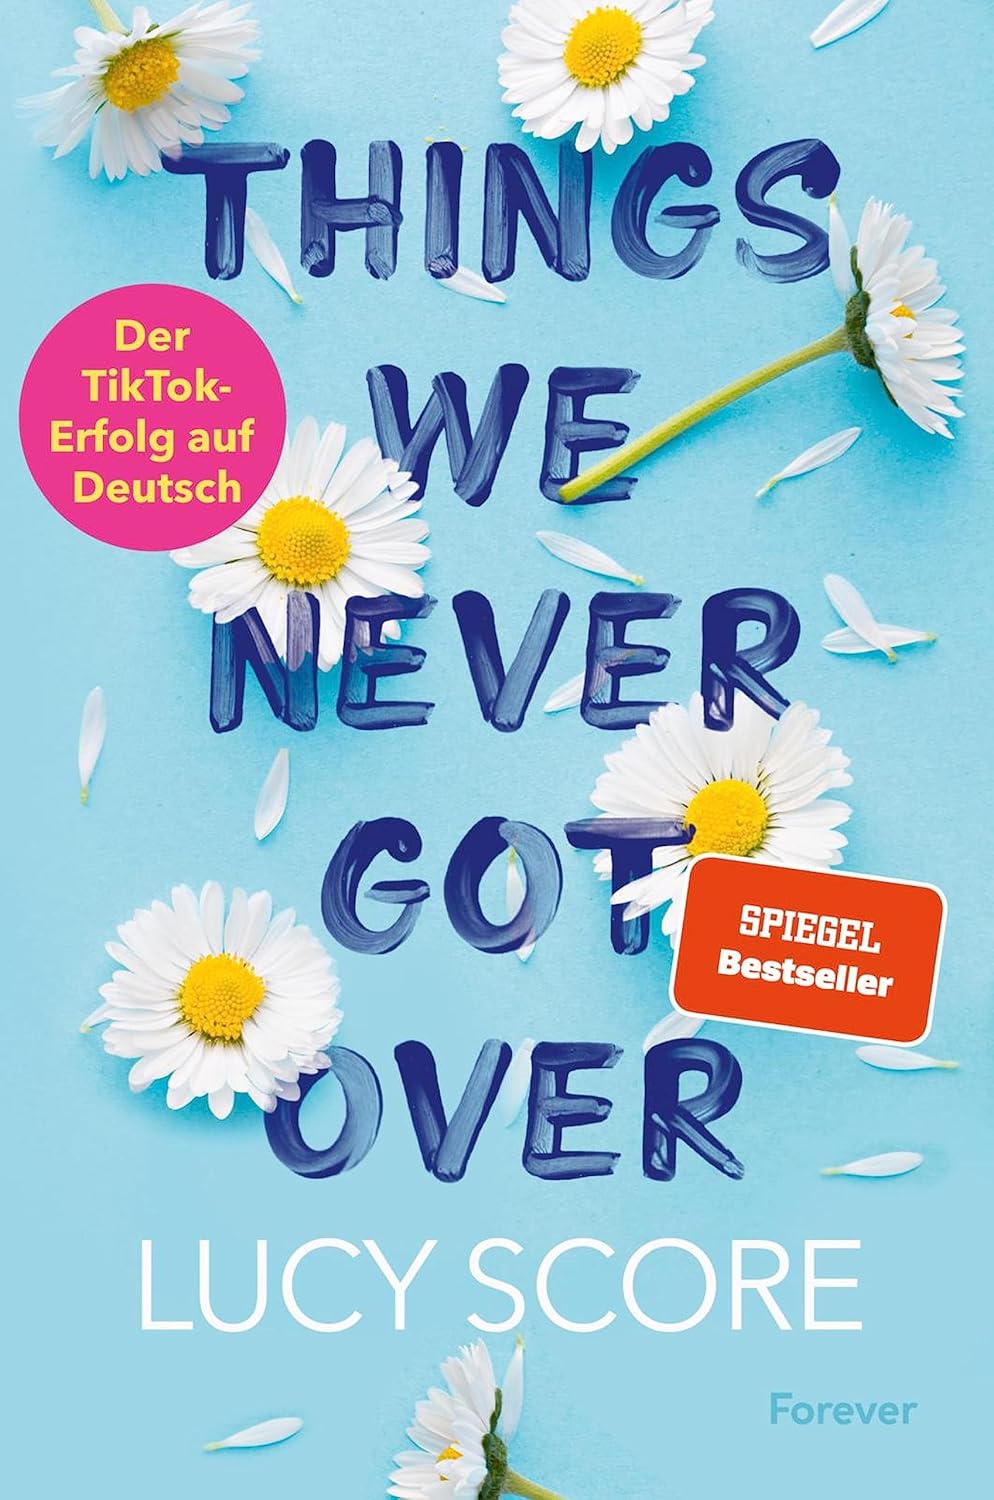 THINGS
WE
NEVER
GOT
OVER
Der
TikTok-
Erfolg auf
Deutsch
SPIEGEL
Bestseller
LUCY SCORE
Forever